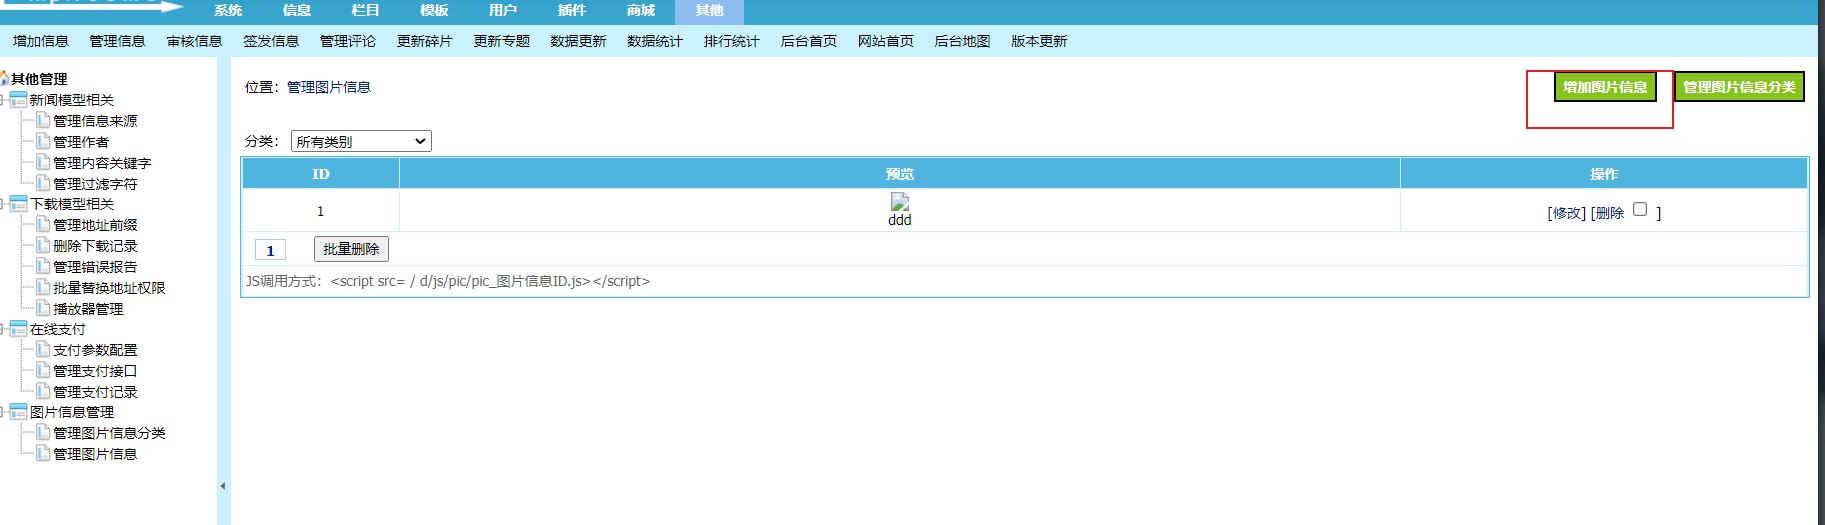 系统 信息 栏目 模板 用户 插件 商城 其他
增加信息 管理信息 审核信息 签发信息 管理评论 更新碎片 更新专题 数据更新 数据统计 排行统计 后台首页 网站首页 后台地图 版本更新
其他管理
新闻模型相关
管理信息来源
管理作者
管理内容关键字
管理过滤字符
下载模型相关
管理地址前缀
删除下载记录
管理错误报告
批量替换地址权限
播放器管理
在线支付
支付参数配置
管理支付接口
管理支付记录
图片信息管理
管理图片信息分类
管理图片信息
位置：管理图片信息
增加图片信息 管理图片信息分类
分类： 所有类别
ID 预览 操作
1 ddd [修改] [删除 ]
1 批量删除
JS调用方式：<script src= / d/js/pic/pic_图片信息ID.js></script>